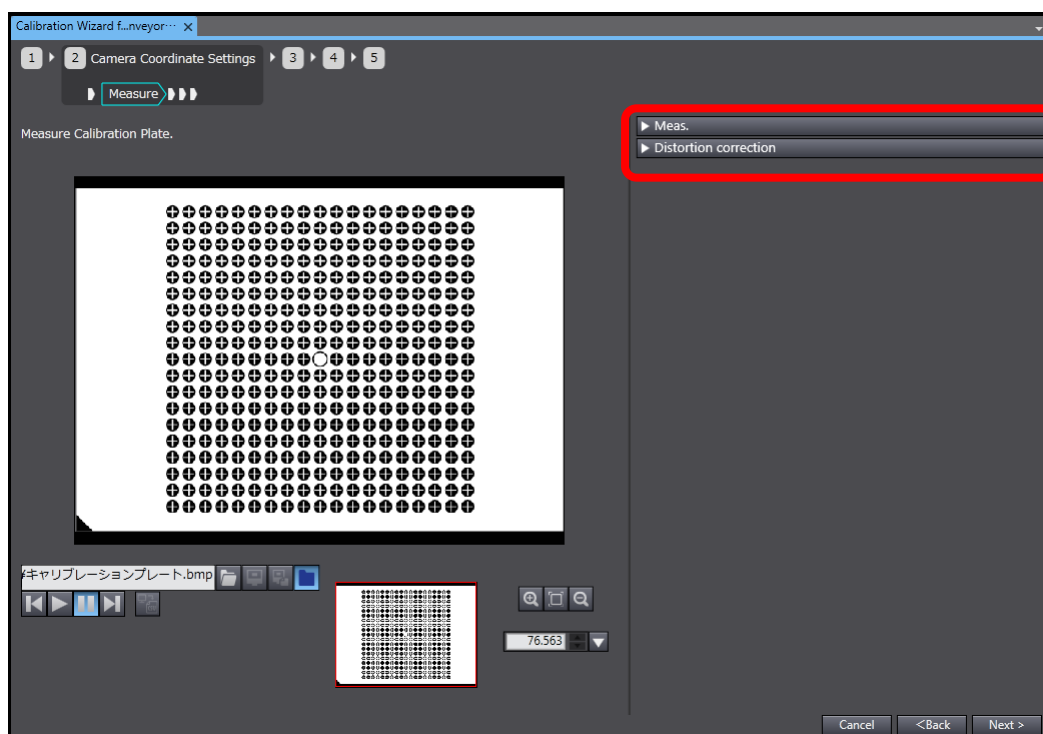 Calibration Wizard f...nveyor...
1 2 Camera Coordinate Settings 3 4 5
Measure
Measure Calibration Plate.
Meas.
Distortion correction
キャリブレーションプレート.bmp
76.563
Cancel <Back Next >